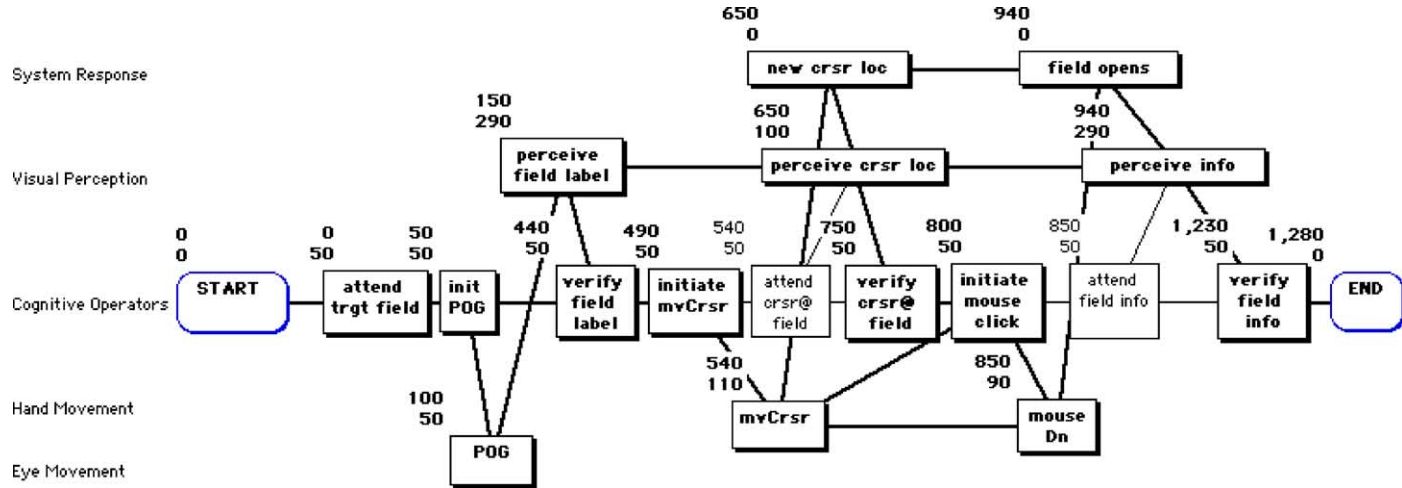 650
0
940
0
System Response
new crsr loc
field opens
150
290
650
100
940
290
Visual Perception
perceive
field label
perceive crsr loc
perceive info
0
0
0
50
50
50
440
50
490
50
540
50
750
50
800
50
850
50
1,230
50
1,280
0
Cognitive Operators
START
attend
trgt field
init
POG
verify
field
label
initiate
mvCrsr
attend
crsr@
field
verify
crsr@
field
initiate
mouse
click
attend
field info
verify
field
info
END
540
110
850
90
Hand Movement
100
50
mvCrsr
mouse
Dn
Eye Movement
POG